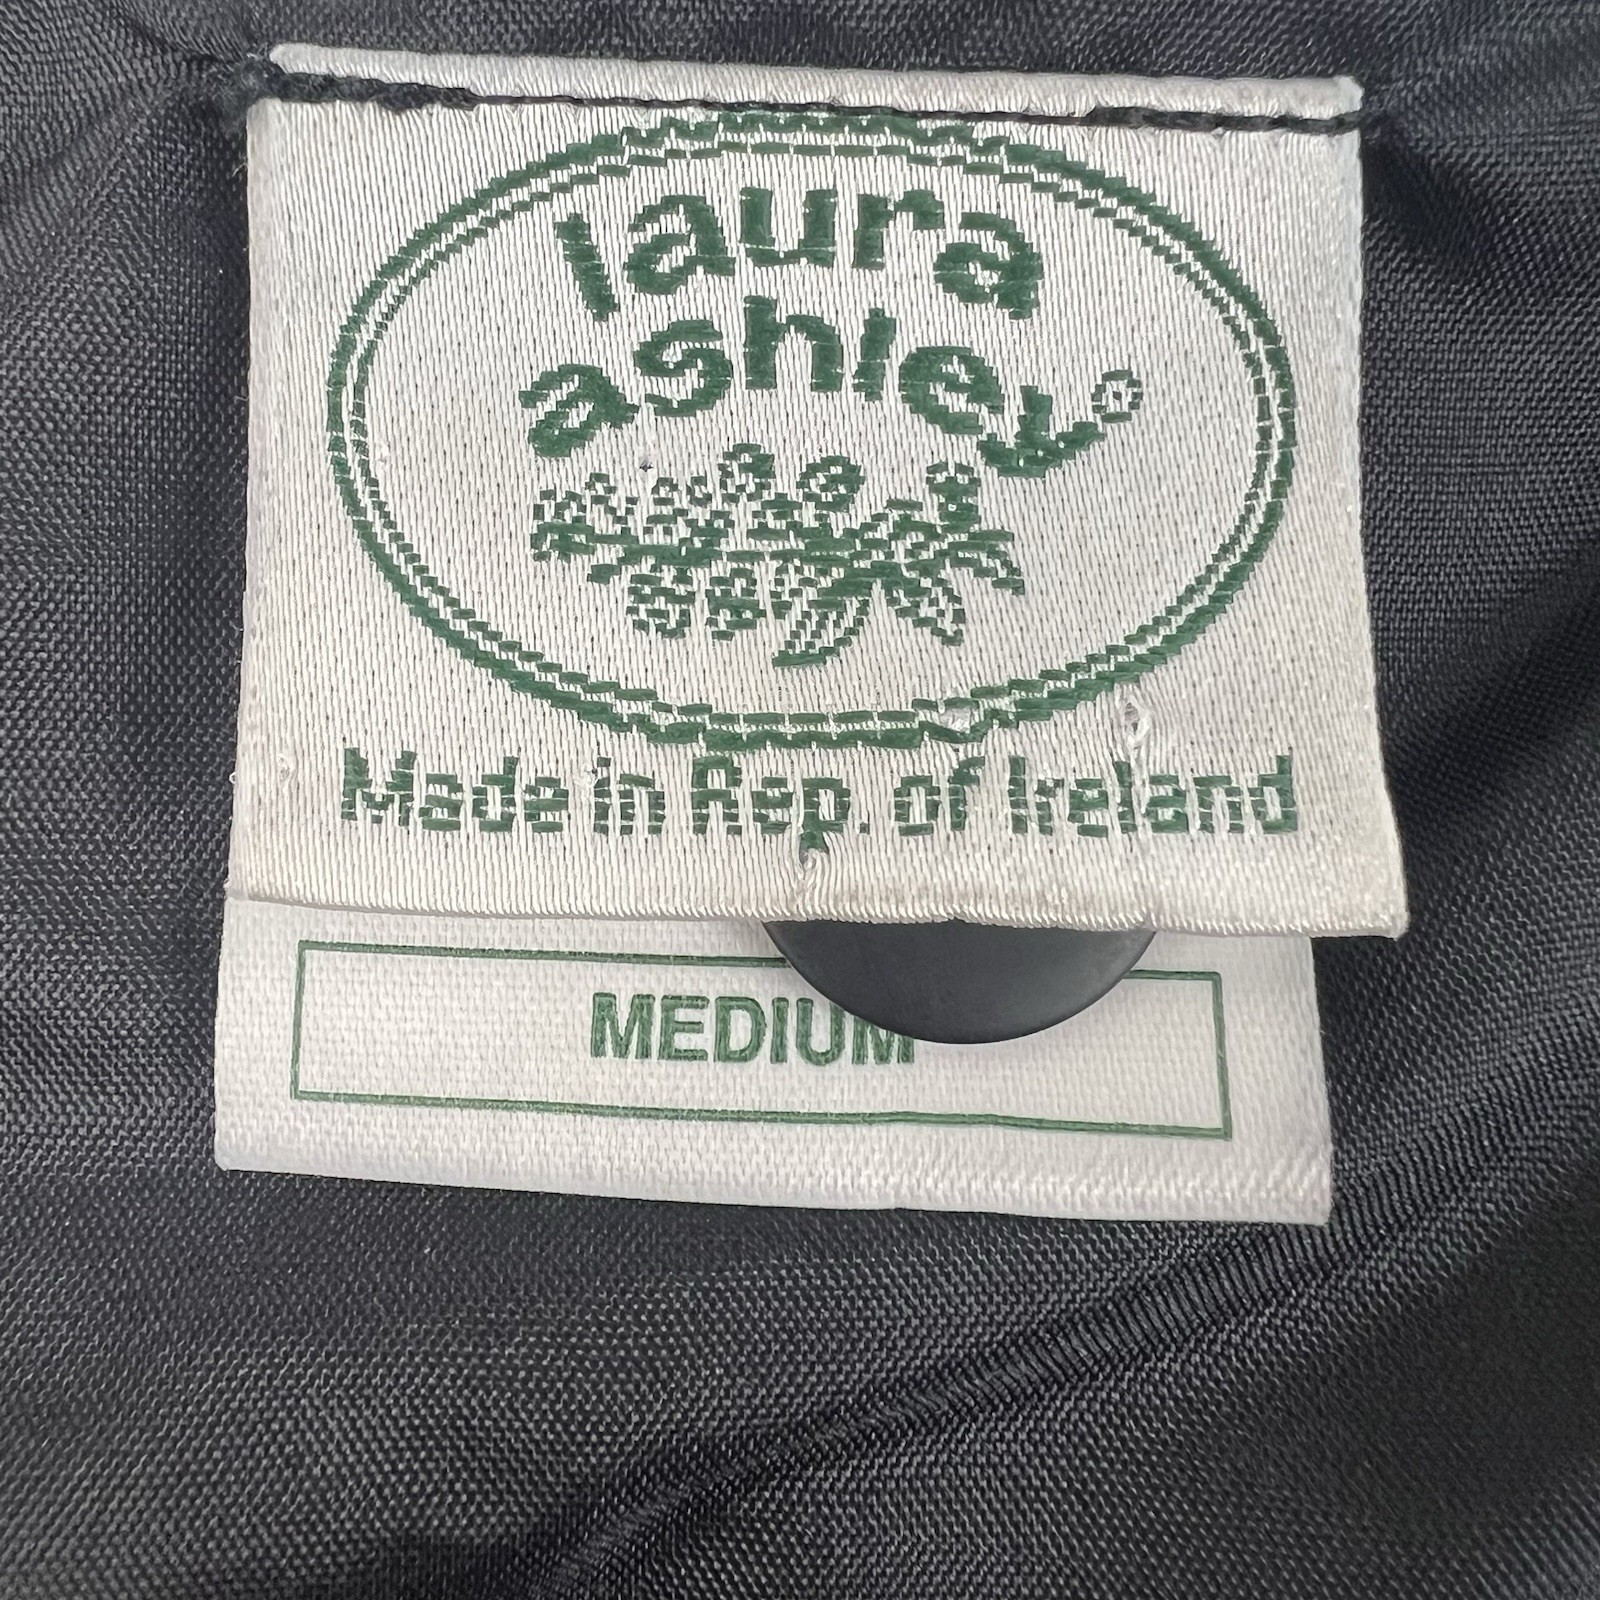 laura
ashley®
Made in Rep. of Ireland
MEDIUM